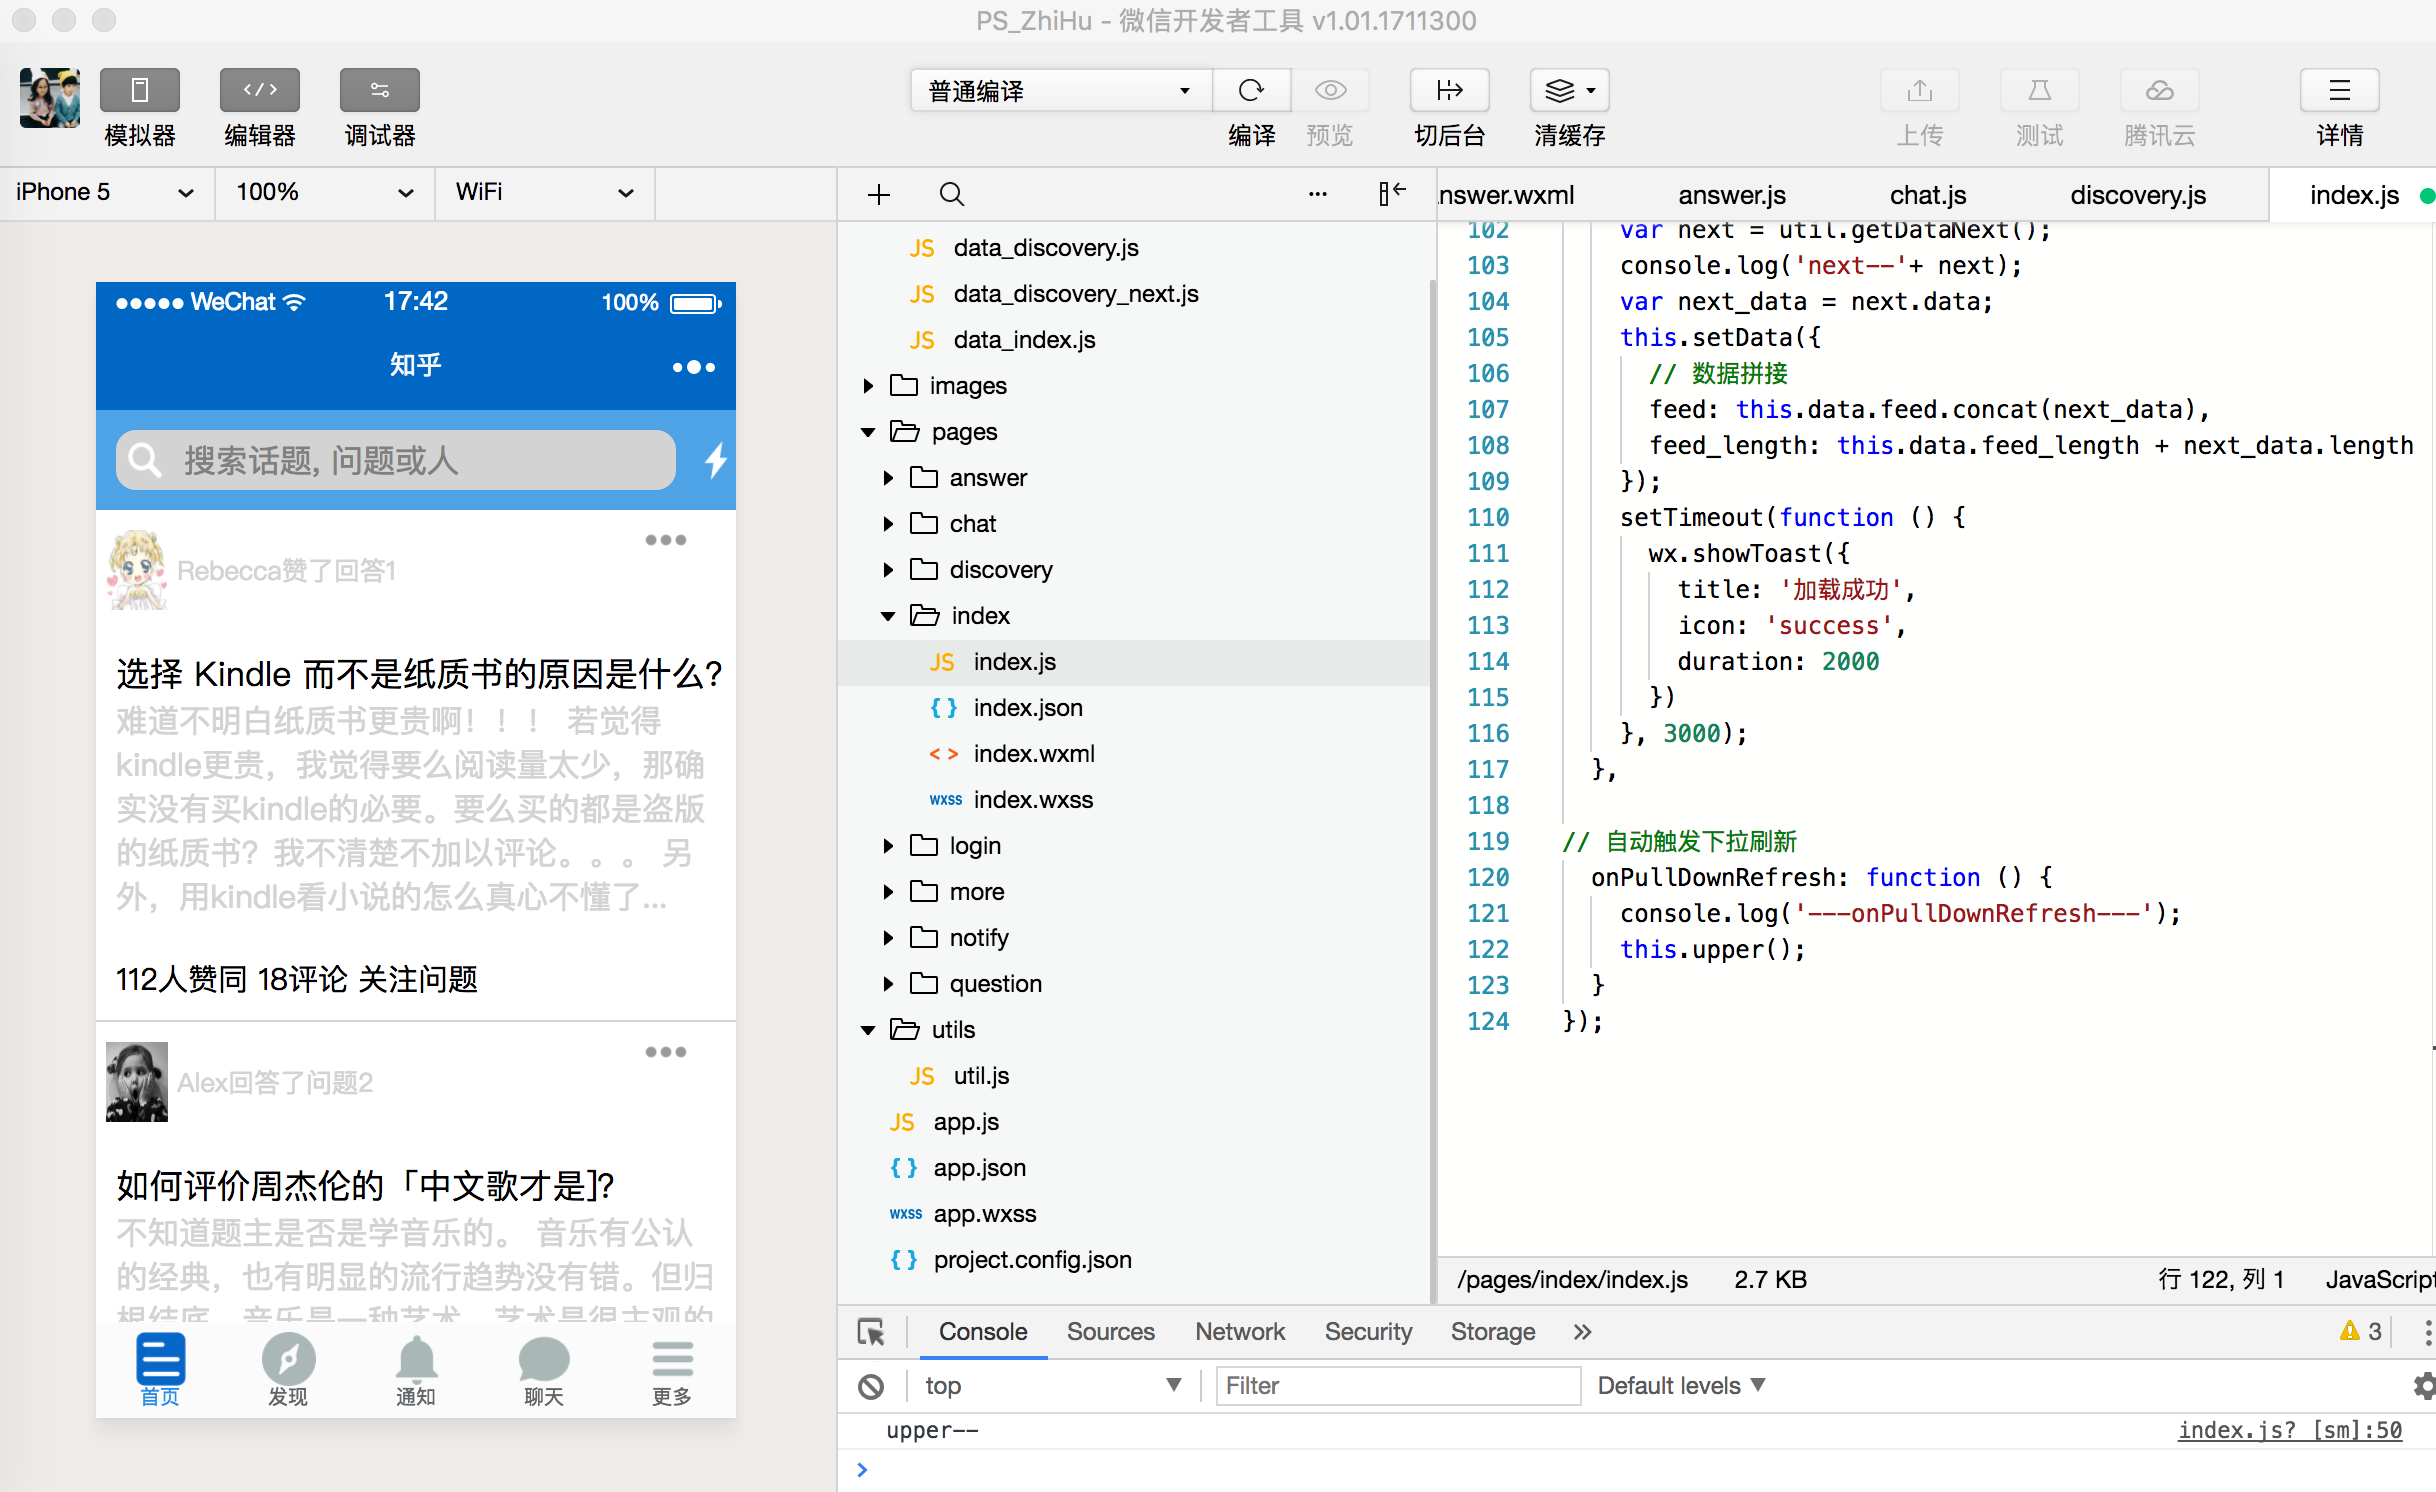 PS_ZhiHu - 微信开发者工具 v1.01.1711300
模拟器
编辑器
调试器
普通编译
编译
预览
切后台
清缓存
上传
测试
腾讯云
详情
iPhone 5
100%
WiFi
WeChat
17:42
100%
知乎
搜索话题, 问题或人
Rebecca赞了回答1
选择 Kindle 而不是纸质书的原因是什么?
难道不明白纸质书更贵啊！！！ 若觉得
kindle更贵，我觉得要么阅读量太少，那确
实没有买kindle的必要。要么买的都是盗版
的纸质书？我不清楚不加以评论。。。 另
外，用kindle看小说的怎么真心不懂了...
112人赞同 18评论 关注问题
Alex回答了问题2
如何评价周杰伦的「中文歌才是]?
不知道题主是否是学音乐的。 音乐有公认
的经典，也有明显的流行趋势没有错。但归
根结底，音乐是一种艺术，艺术是很主观的
首页
发现
通知
聊天
更多
JS data_discovery.js
JS data_discovery_next.js
JS data_index.js
images
pages
answer
chat
discovery
index
JS index.js
{ } index.json
< > index.wxml
wxss index.wxss
login
more
notify
question
utils
JS util.js
JS app.js
{ } app.json
wxss app.wxss
{ } project.config.json
nswer.wxml
answer.js
chat.js
discovery.js
index.js
102 var next = util.getDataNext();
103 console.log('next--'+ next);
104 var next_data = next.data;
105 this.setData({
106 // 数据拼接
107 feed: this.data.feed.concat(next_data),
108 feed_length: this.data.feed_length + next_data.length
109 });
110 setTimeout(function () {
111 wx.showToast({
112 title: '加载成功',
113 icon: 'success',
114 duration: 2000
115 })
116 }, 3000);
117 },
118
119 // 自动触发下拉刷新
120 onPullDownRefresh: function () {
121 console.log('---onPullDownRefresh---');
122 this.upper();
123 }
124 });
/pages/index/index.js
2.7 KB
行 122, 列 1
JavaScript
Console
Sources
Network
Security
Storage
»
3
top
Filter
Default levels
upper--
index.js? [sm]:50